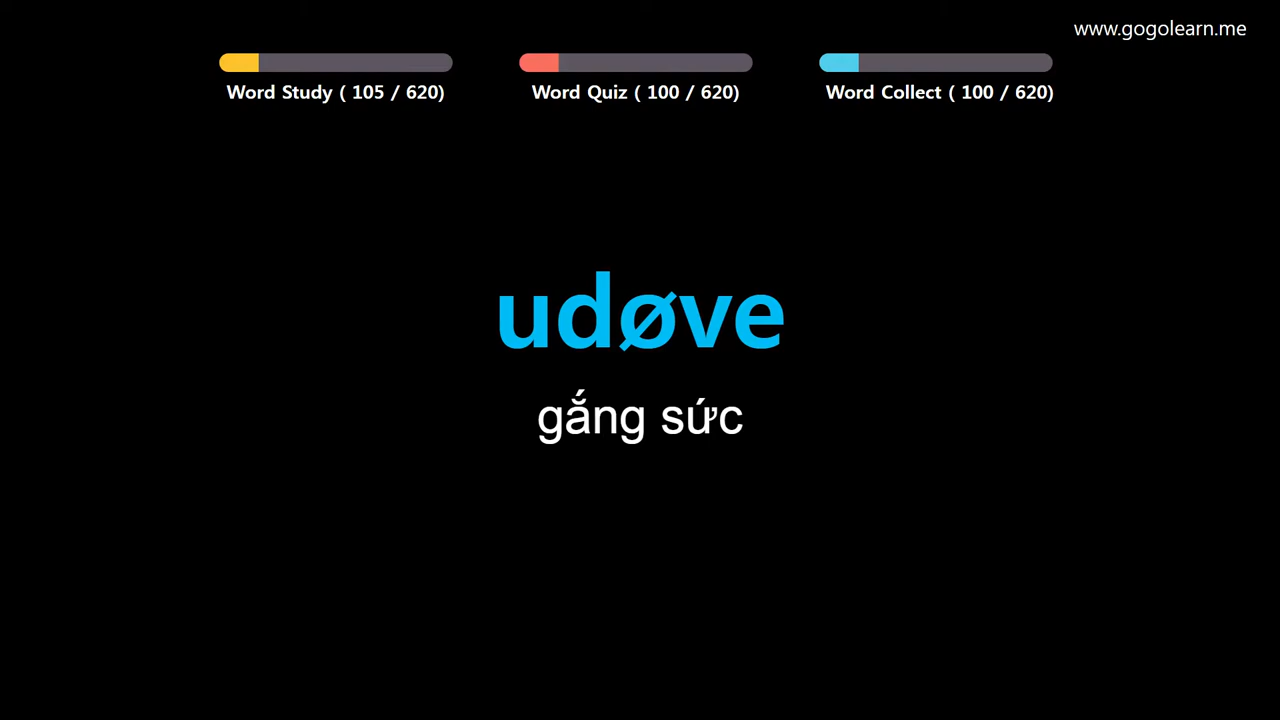 www.gogolearn.me
Word Study ( 105 / 620)
Word Quiz ( 100 / 620)
Word Collect ( 100 / 620)
udøve
gắng sức